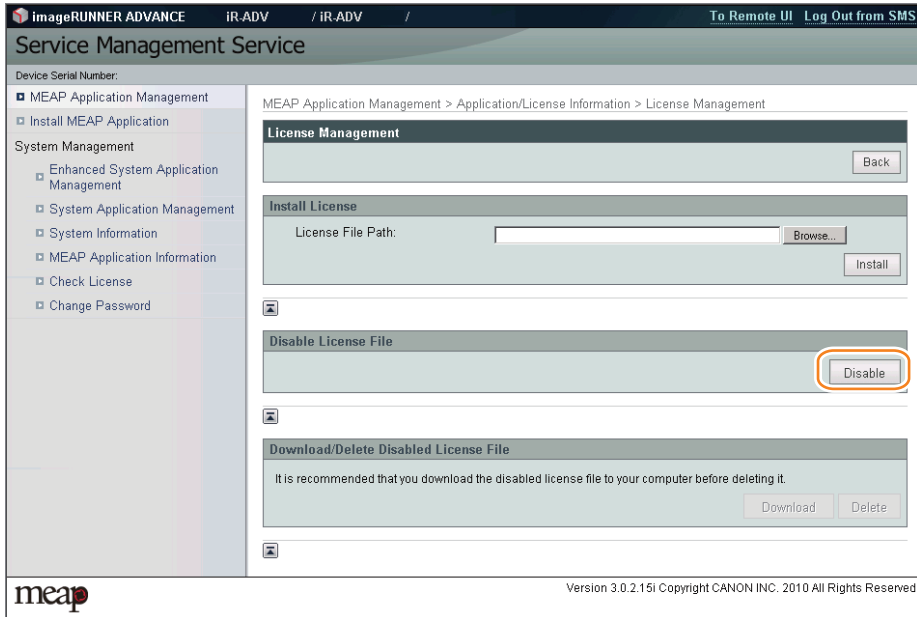 imageRUNNER ADVANCE iR-ADV / iR-ADV /
To Remote UI Log Out from SMS
Service Management Service
Device Serial Number:
MEAP Application Management
Install MEAP Application
System Management
Enhanced System Application
Management
System Application Management
System Information
MEAP Application Information
Check License
Change Password
MEAP Application Management > Application/License Information > License Management
License Management
Back
Install License
License File Path:
Browse...
Install
Disable License File
Disable
Download/Delete Disabled License File
It is recommended that you download the disabled license file to your computer before deleting it.
Download Delete
meap
Version 3.0.2.15i Copyright CANON INC. 2010 All Rights Reserved